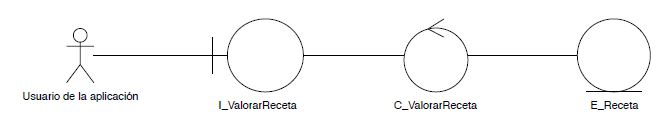 Usuario de la aplicación
I_ValorarReceta
C_ValorarReceta
E_Receta